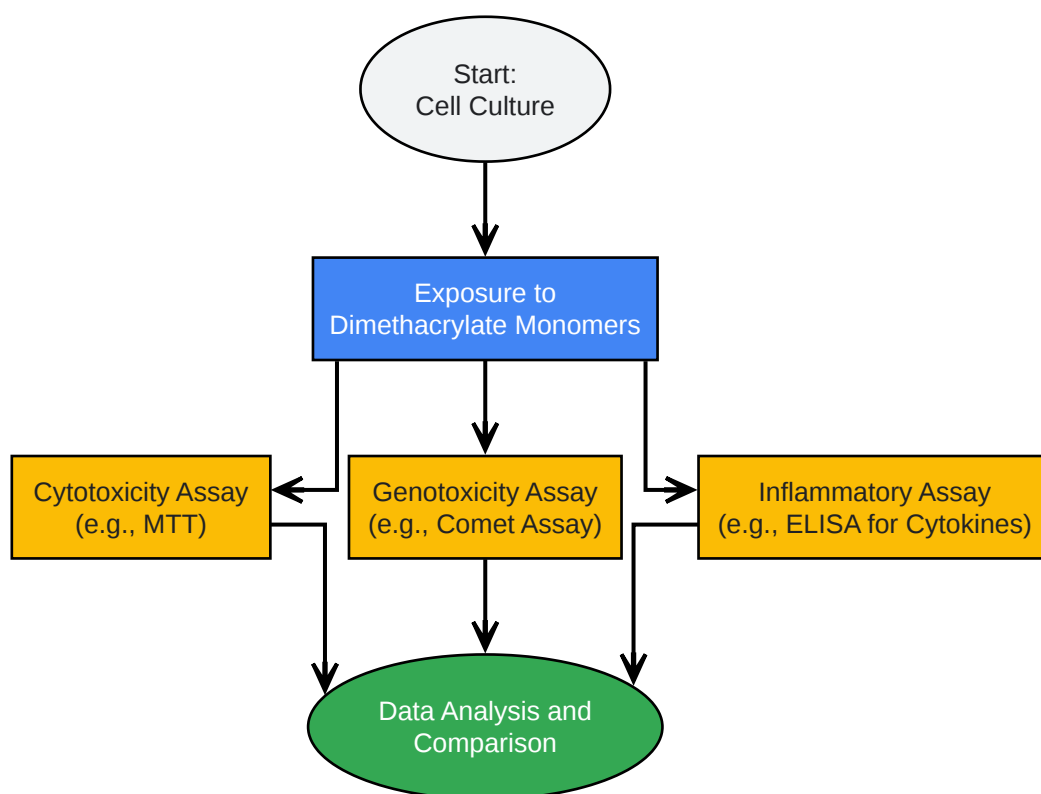 Start:
Cell Culture
Exposure to
Dimethacrylate Monomers
Cytotoxicity Assay
(e.g., MTT)
Genotoxicity Assay
(e.g., Comet Assay)
Inflammatory Assay
(e.g., ELISA for Cytokines)
Data Analysis and
Comparison